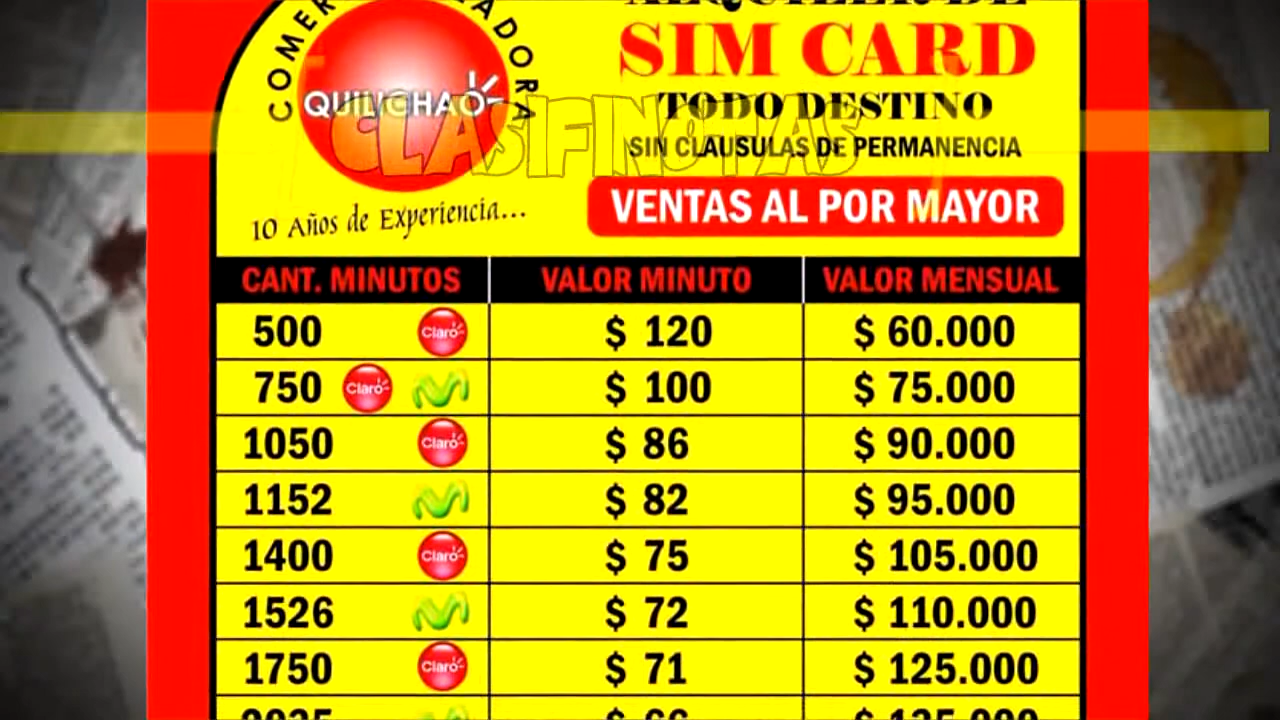 COMERCIALIZADORA
QUILICHAO
ALQUILER DE
SIM CARD
TODO DESTINO
SIN CLAUSULAS DE PERMANENCIA
CLASIFINOTAS
10 Años de Experiencia...
VENTAS AL POR MAYOR
CANT. MINUTOS VALOR MINUTO VALOR MENSUAL
500 Claro $ 120 $ 60.000
750 Claro $ 100 $ 75.000
1050 Claro $ 86 $ 90.000
1152 $ 82 $ 95.000
1400 Claro $ 75 $ 105.000
1526 $ 72 $ 110.000
1750 Claro $ 71 $ 125.000